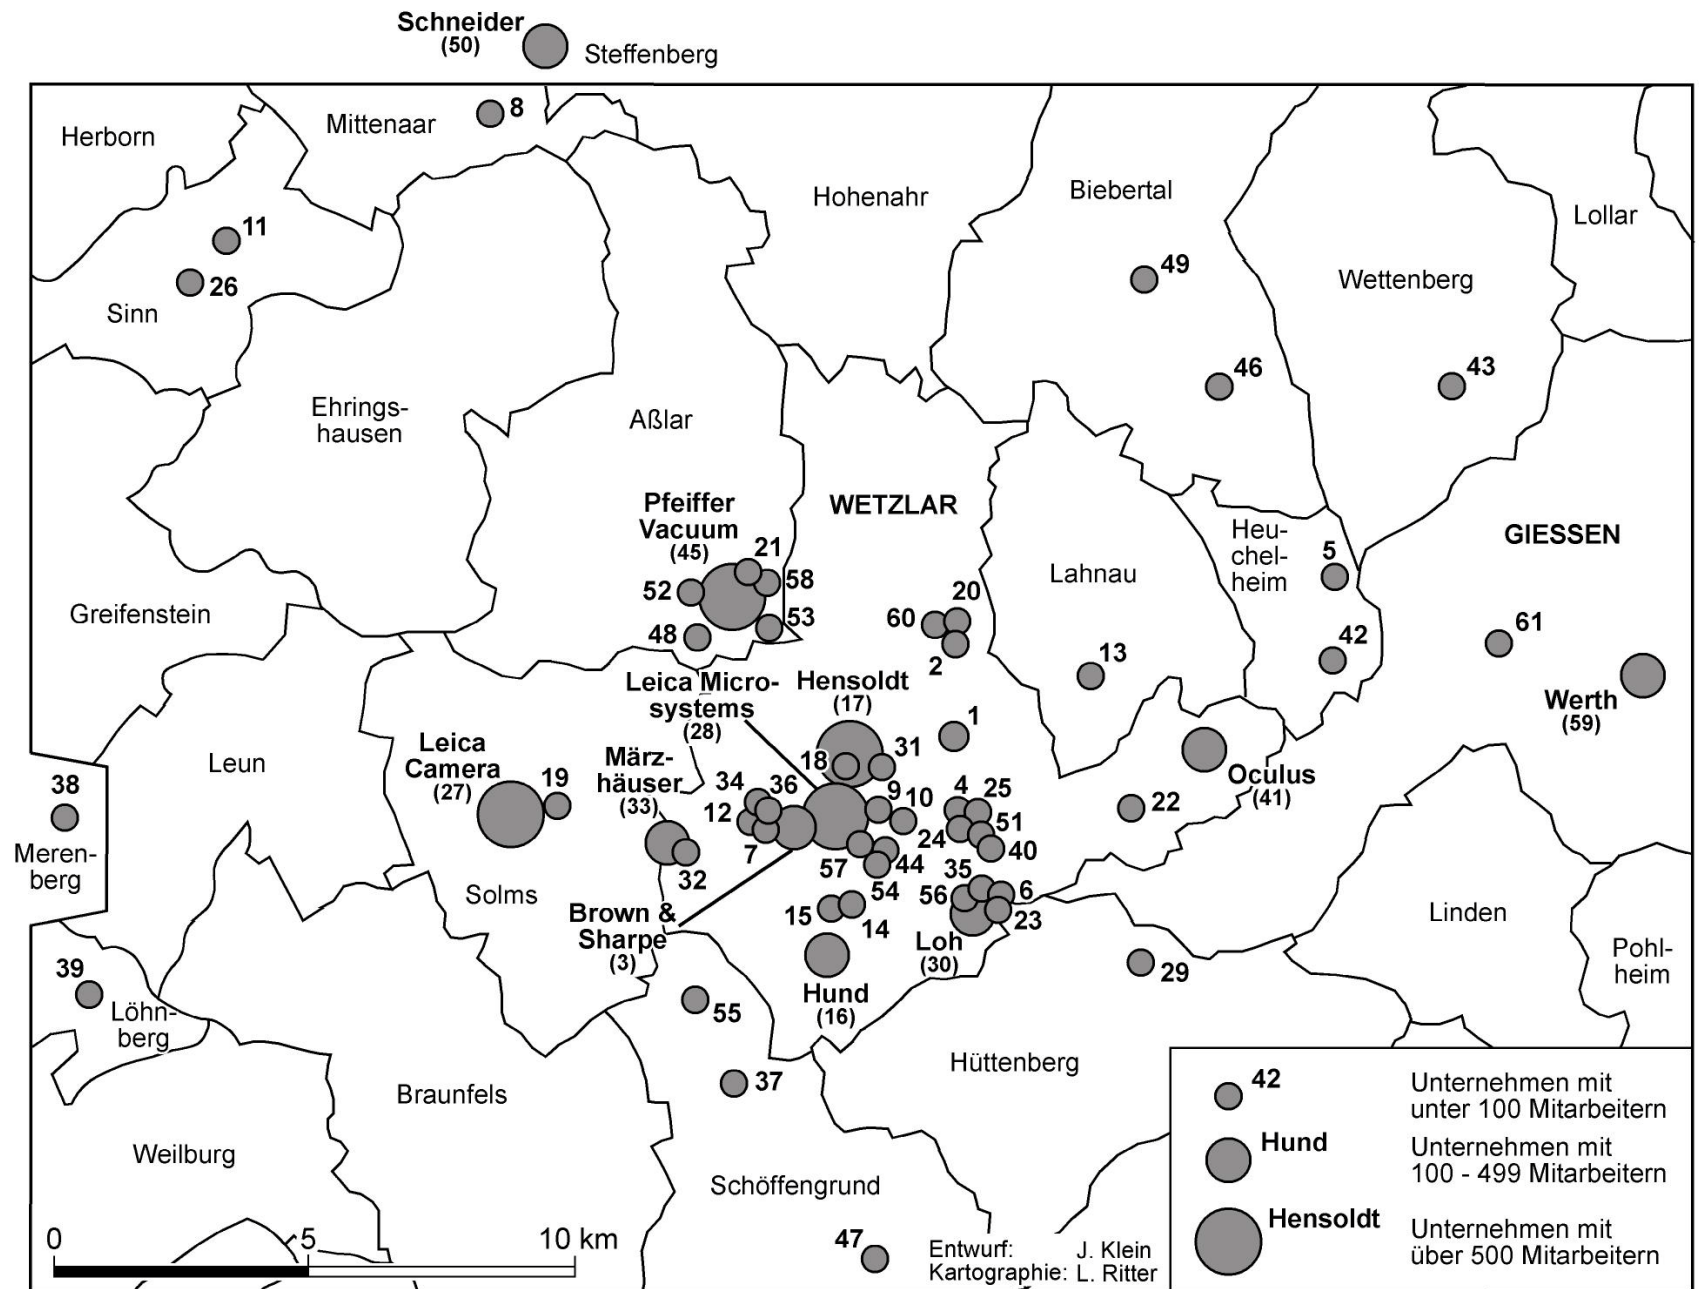 Schneider
(50)
Steffenberg
Herborn
Mittenaar
8
Hohenahr
Biebertal
Lollar
11
26
Sinn
49
Wettenberg
46
43
Ehrings-
hausen
Aßlar
Pfeiffer
Vacuum
(45)
WETZLAR
GIESSEN
Heu-
chel-
heim
5
21
52
58
53
48
Greifenstein
Lahnau
20
60
2
13
42
61
Werth
(59)
Leica Micro-
systems
(28)
Hensoldt
(17)
1
18
31
Leun
Leica
Camera
(27)
19
März-
häuser
(33)
34
36
12
7
9
10
4
25
51
24
40
22
Oculus
(41)
38
Meren-
berg
32
57
44
54
35
56
6
23
Solms
Brown &
Sharpe
(3)
15
14
Loh
(30)
Linden
Pohl-
heim
29
39
Löhn-
berg
Hund
(16)
55
37
Hüttenberg
Braunfels
Weilburg
Schöffengrund
47
0
5
10 km
Entwurf: J. Klein
Kartographie: L. Ritter
42
Unternehmen mit
unter 100 Mitarbeitern
Hund
Unternehmen mit
100 - 499 Mitarbeitern
Hensoldt
Unternehmen mit
über 500 Mitarbeitern